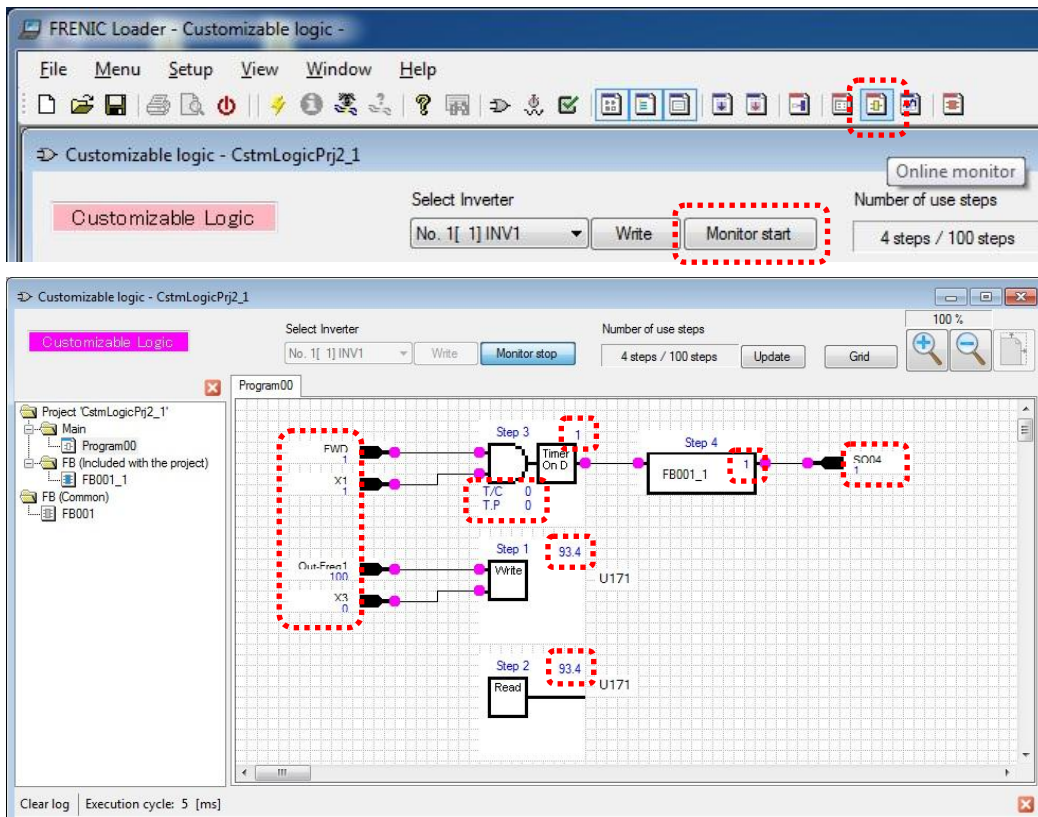 FRENIC Loader - Customizable logic -
File Menu Setup View Window Help
Customizable logic - CstmLogicPrj2_1
Online monitor
Select Inverter
Number of use steps
Customizable Logic
No. 1[ 1] INV1
Write
Monitor start
4 steps / 100 steps
Customizable logic - CstmLogicPrj2_1
100 %
Select Inverter
Number of use steps
Customizable Logic
No. 1[ 1] INV1
Write
Monitor stop
4 steps / 100 steps
Update
Grid
Program00
Project 'CstmLogicPrj2_1'
Main
Program00
FB (Included with the project)
FB001_1
FB (Common)
FB001
FWD
1
X1
1
Step 3
1
Timer
On D
T/C 0
T.P 0
Step 4
FB001_1
1
SO04
1
Out-Freq1
100
X3
0
Step 1
93.4
Write
U171
Step 2
93.4
Read
U171
Clear log
Execution cycle: 5 [ms]